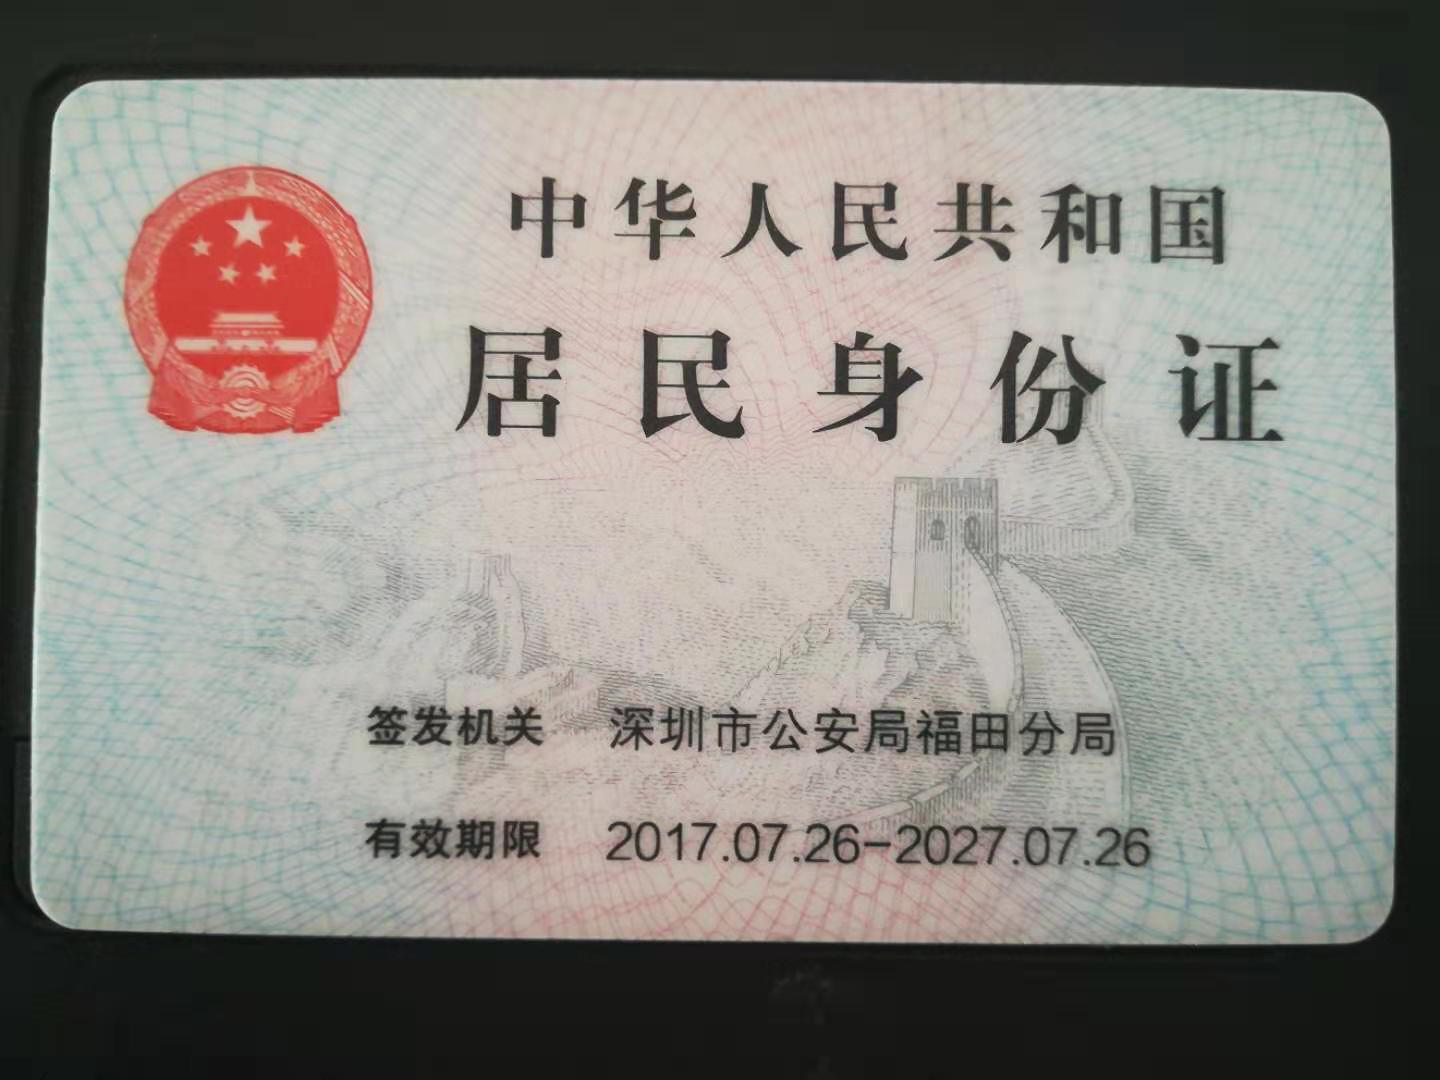 中华人民共和国
居民身份证
签发机关 深圳市公安局福田分局
有效期限 2017.07.26-2027.07.26